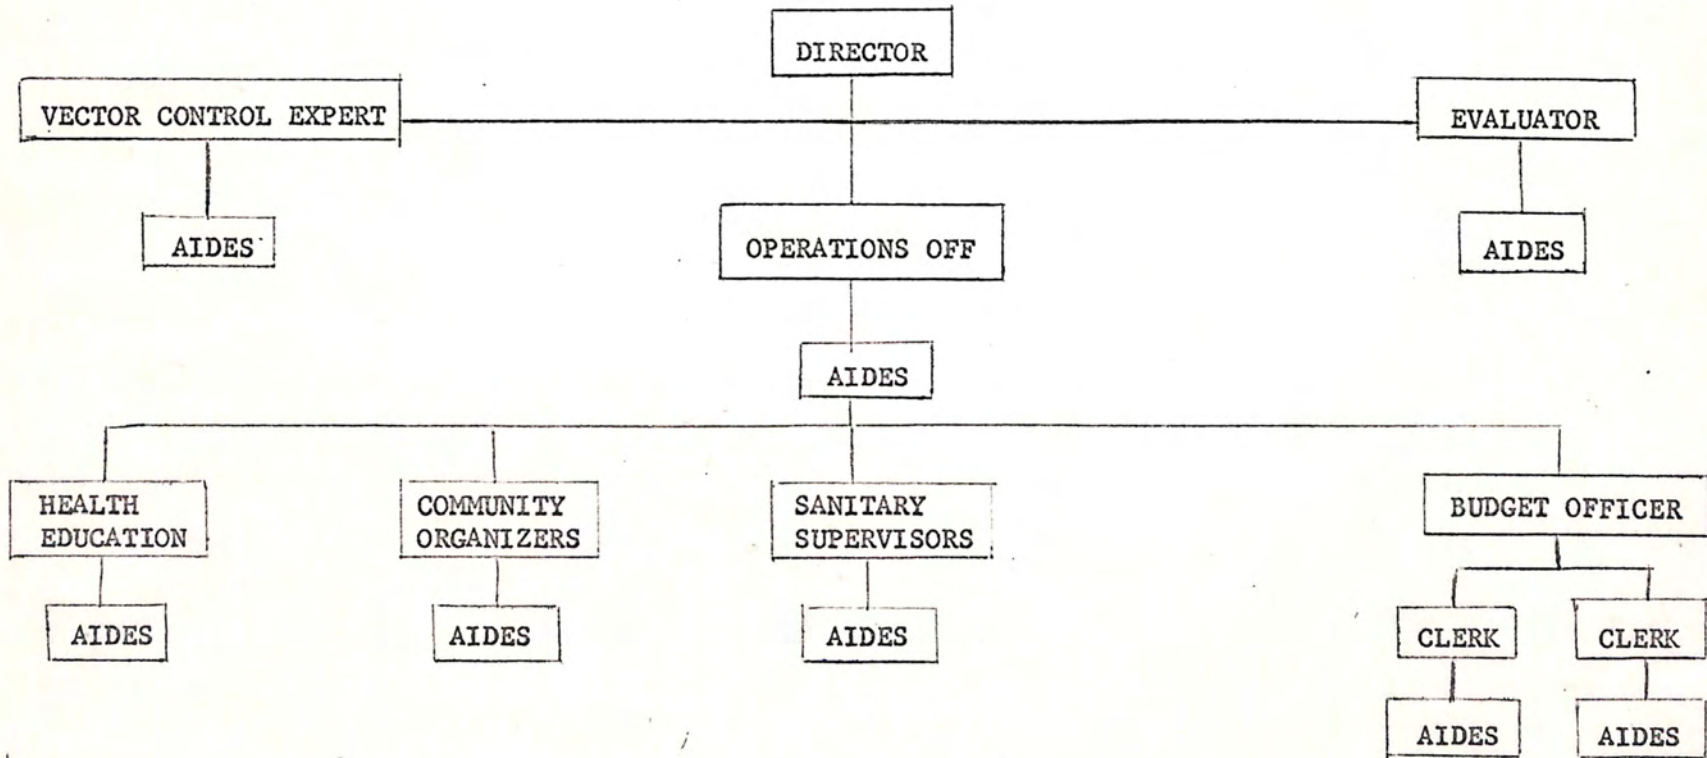 DIRECTOR
VECTOR CONTROL EXPERT
EVALUATOR
AIDES
OPERATIONS OFF
AIDES
AIDES
HEALTH
EDUCATION
COMMUNITY
ORGANIZERS
SANITARY
SUPERVISORS
BUDGET OFFICER
AIDES
AIDES
AIDES
CLERK
CLERK
AIDES
AIDES